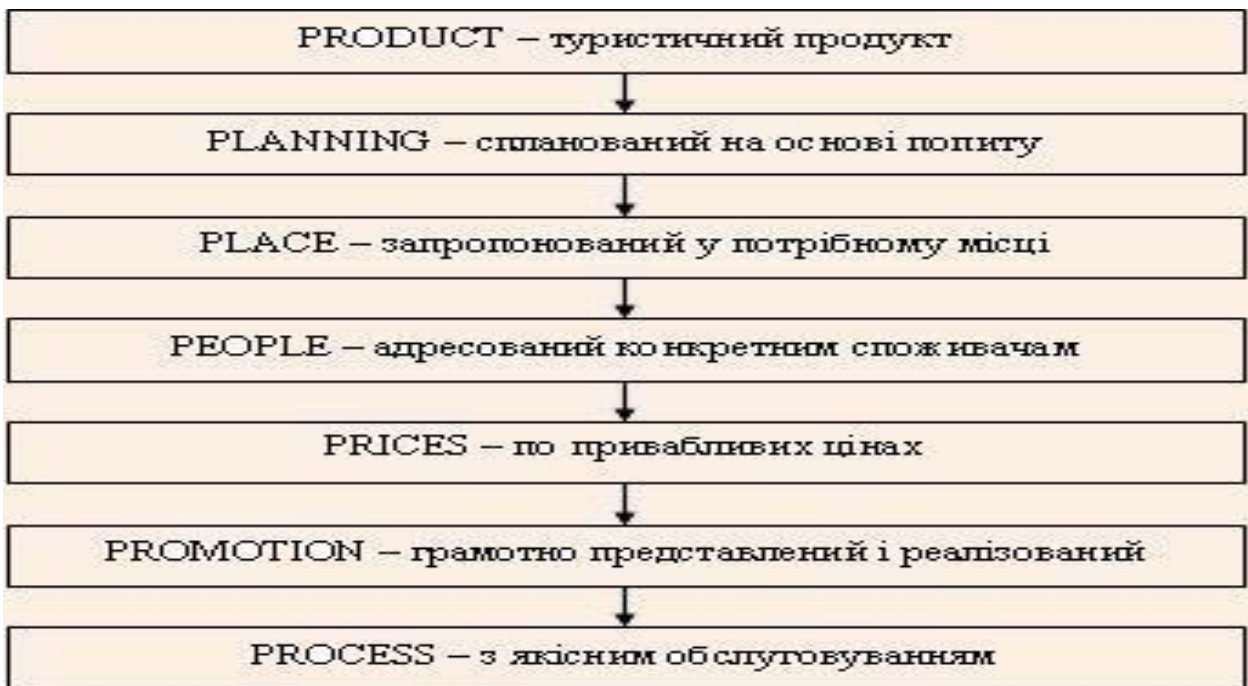 PRODUCT – туристичний продукт
PLANNING – спланований на основі попиту
PLACE – запропонований у потрібному місці
PEOPLE – адресований конкретним споживачам
PRICES – по привабливих цінах
PROMOTION – грамотно представлений і реалізований
PROCESS – з якісним обслуговуванням